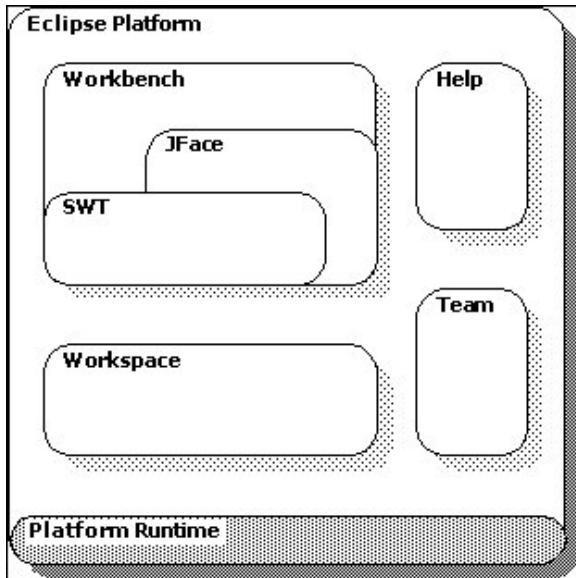 Eclipse Platform
Workbench
Help
JFace
SWT
Team
Workspace
Platform Runtime